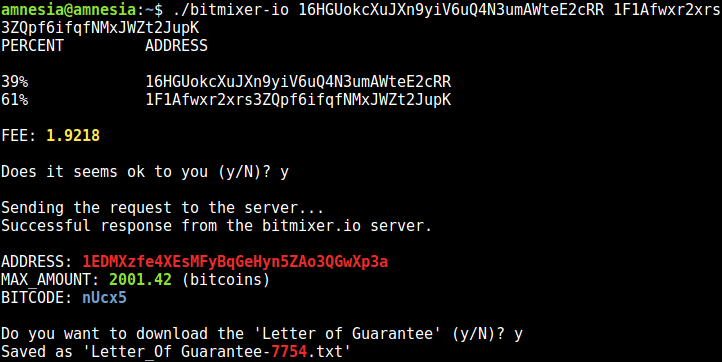 amnesia@amnesia:~$ ./bitmixer-io 16HGUokcXuJXn9yiV6uQ4N3umAWteE2cRR 1F1Afwxr2xrs
3ZQpf6ifqfNMxJWZt2JupK
PERCENT ADDRESS
39% 16HGUokcXuJXn9yiV6uQ4N3umAWteE2cRR
61% 1F1Afwxr2xrs3ZQpf6ifqfNMxJWZt2JupK
FEE: 1.9218
Does it seems ok to you (y/N)? y
Sending the request to the server...
Successful response from the bitmixer.io server.
ADDRESS: 1EDMXzfe4XEsMFyBqGeHyn5ZAo3QGwXp3a
MAX_AMOUNT: 2001.42 (bitcoins)
BITCODE: nUcx5
Do you want to download the 'Letter of Guarantee' (y/N)? y
Saved as 'Letter_Of Guarantee-7754.txt'